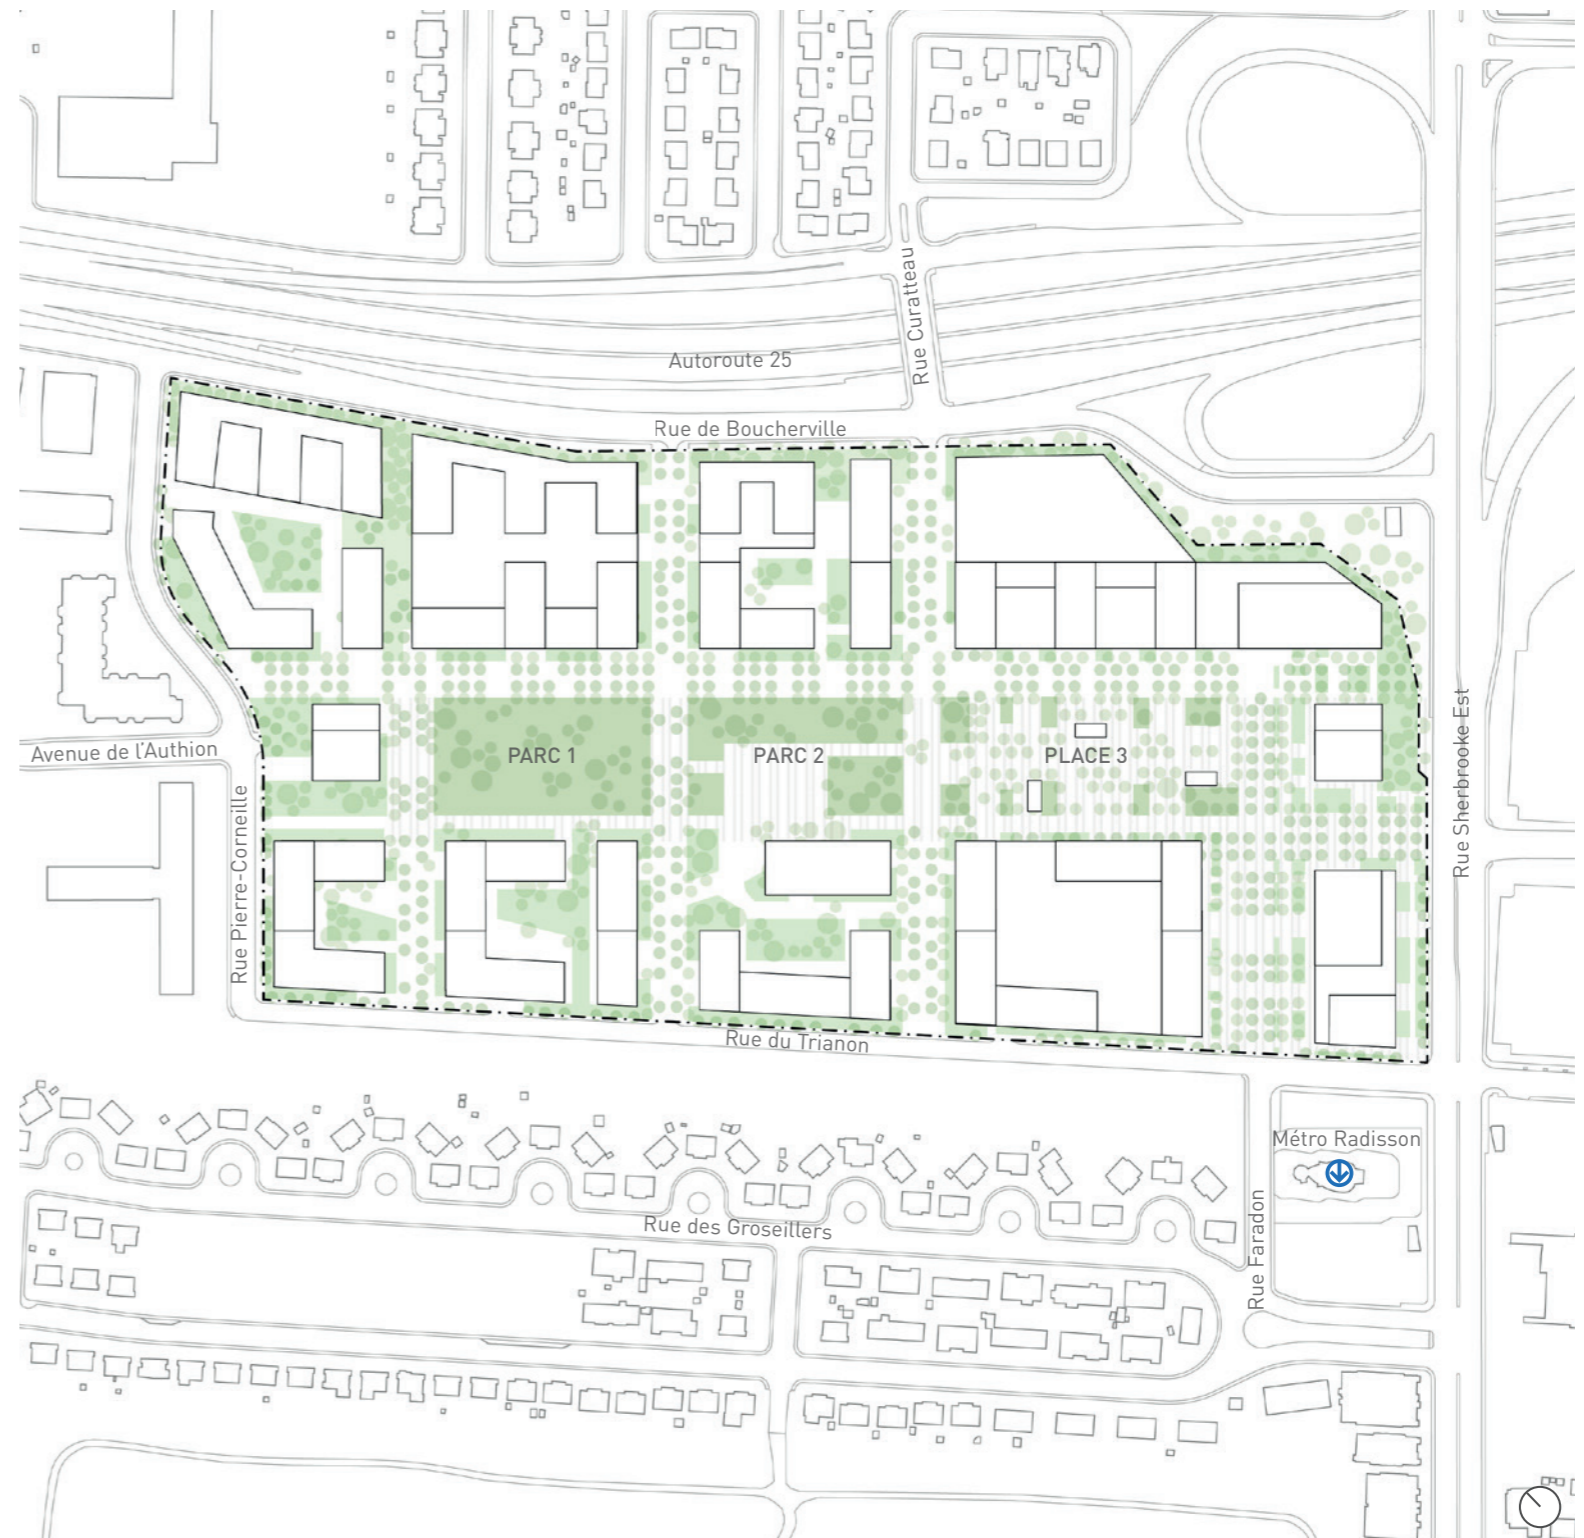 Rue Curatteau
Autoroute 25
Rue de Boucherville
Rue Sherbrooke Est
Avenue de l'Authion
PARC 1
PARC 2
PLACE 3
Rue Pierre-Corneille
Rue du Trianon
Métro Radisson
Rue des Groseillers
Rue Faradon